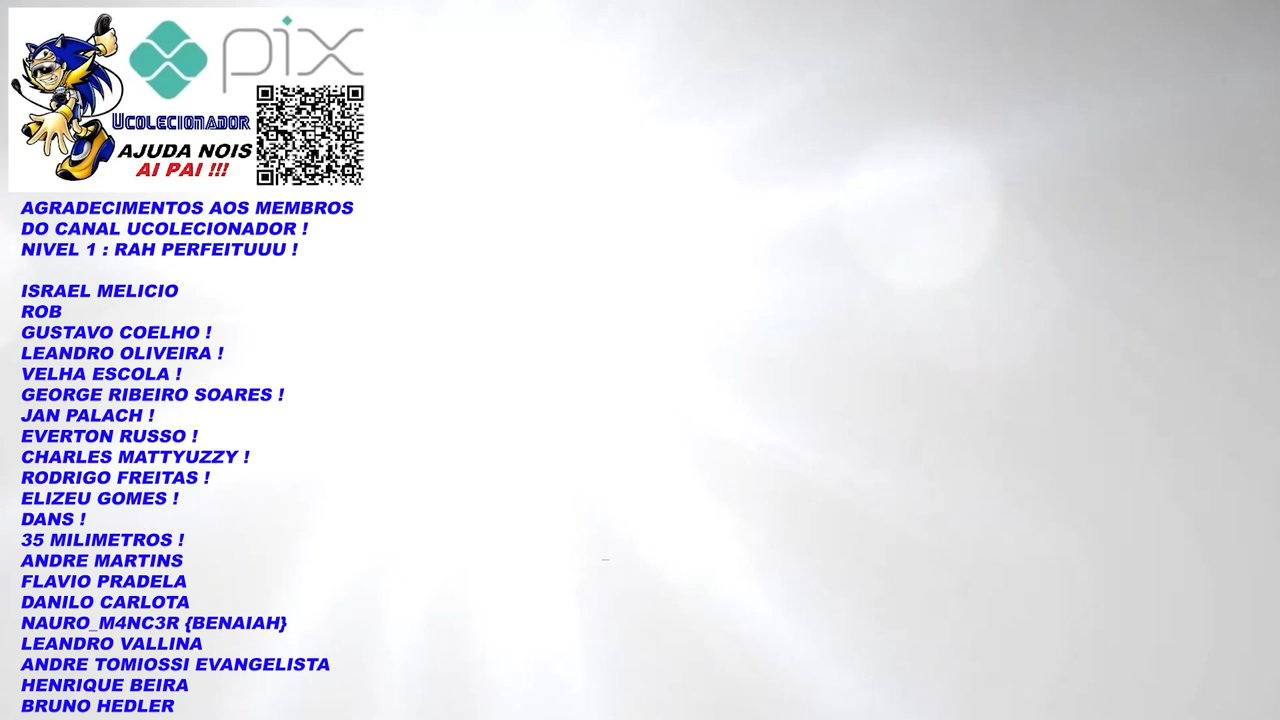 pix
UCOLECIONADOR
AJUDA NOIS
AI PAI !!!
AGRADECIMENTOS AOS MEMBROS
DO CANAL UCOLECIONADOR !
NIVEL 1 : RAH PERFEITUUU !
ISRAEL MELICIO
ROB
GUSTAVO COELHO !
LEANDRO OLIVEIRA !
VELHA ESCOLA !
GEORGE RIBEIRO SOARES !
JAN PALACH !
EVERTON RUSSO !
CHARLES MATTYUZZY !
RODRIGO FREITAS !
ELIZEU GOMES !
DANS !
35 MILIMETROS !
ANDRE MARTINS
FLAVIO PRADELA
DANILO CARLOTA
NAURO_M4NC3R {BENAIAH}
LEANDRO VALLINA
ANDRE TOMIOSSI EVANGELISTA
HENRIQUE BEIRA
BRUNO HEDLER